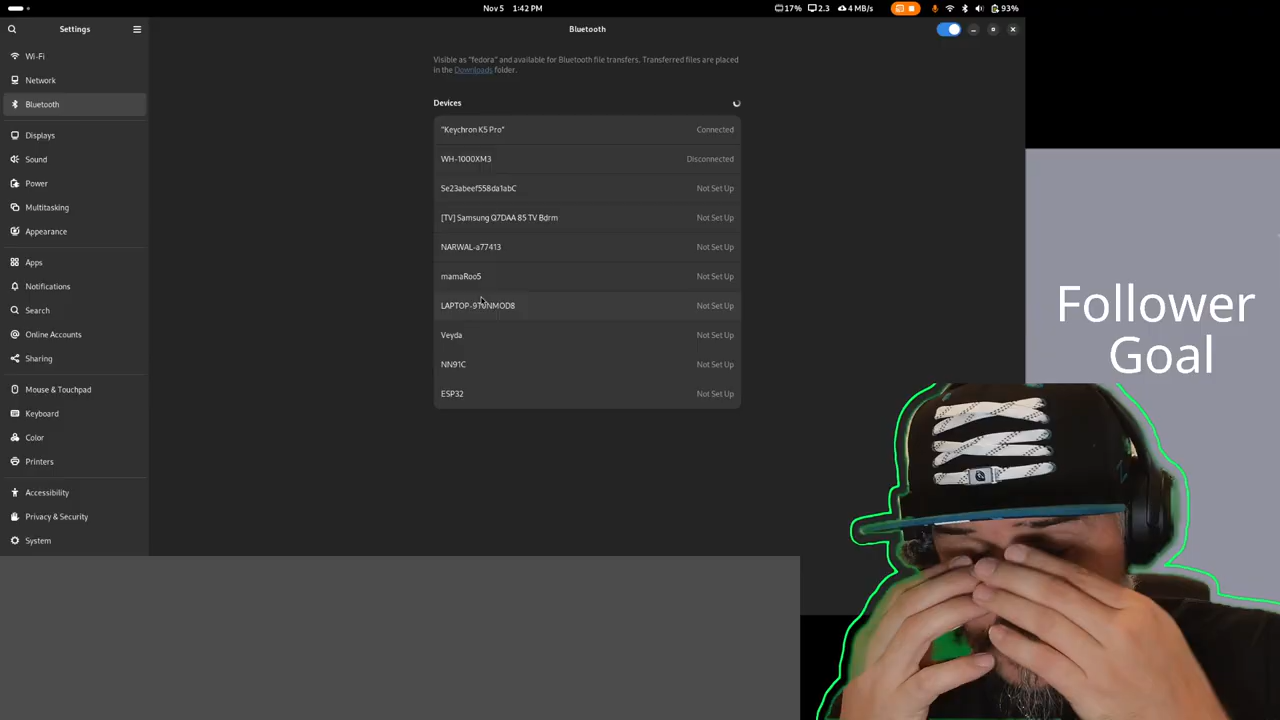 Nov 5 1:42 PM
17% 2.3 4 MB/s 93%
Settings
Bluetooth
Wi-Fi
Network
Bluetooth
Displays
Sound
Power
Multitasking
Appearance
Apps
Notifications
Search
Online Accounts
Sharing
Mouse & Touchpad
Keyboard
Color
Printers
Accessibility
Privacy & Security
System
Visible as "fedora" and available for Bluetooth file transfers. Transferred files are placed
in the Downloads folder.
Devices
"Keychron K5 Pro" Connected
WH-1000XM3 Disconnected
Se23abeef558da1abC Not Set Up
[TV] Samsung Q7DAA 85 TV Bdrm Not Set Up
NARWAL-a77413 Not Set Up
mamaRoo5 Not Set Up
Not Set Up
Veyda Not Set Up
NN91C Not Set Up
ESP32 Not Set Up
Follower
Goal